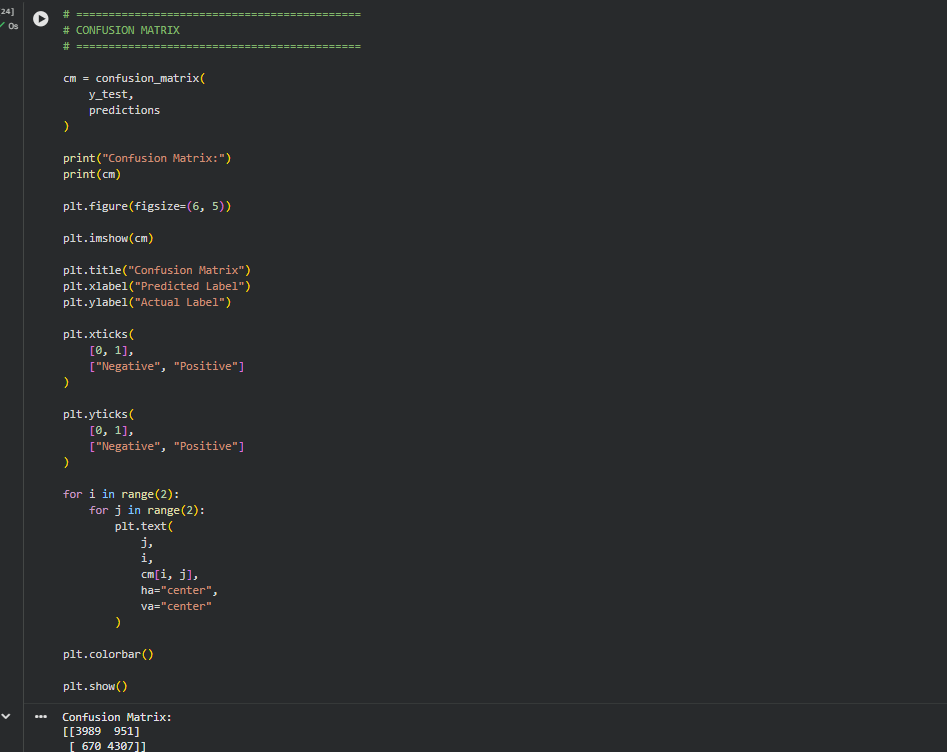 24]
0s
# ============================================
# CONFUSION MATRIX
# ============================================
cm = confusion_matrix(
    y_test,
    predictions
)
print("Confusion Matrix:")
print(cm)
plt.figure(figsize=(6, 5))
plt.imshow(cm)
plt.title("Confusion Matrix")
plt.xlabel("Predicted Label")
plt.ylabel("Actual Label")
plt.xticks(
    [0, 1],
    ["Negative", "Positive"]
)
plt.yticks(
    [0, 1],
    ["Negative", "Positive"]
)
for i in range(2):
    for j in range(2):
        plt.text(
            j,
            i,
            cm[i, j],
            ha="center",
            va="center"
        )
plt.colorbar()
plt.show()
Confusion Matrix:
[[3989  951]
 [ 670 4307]]